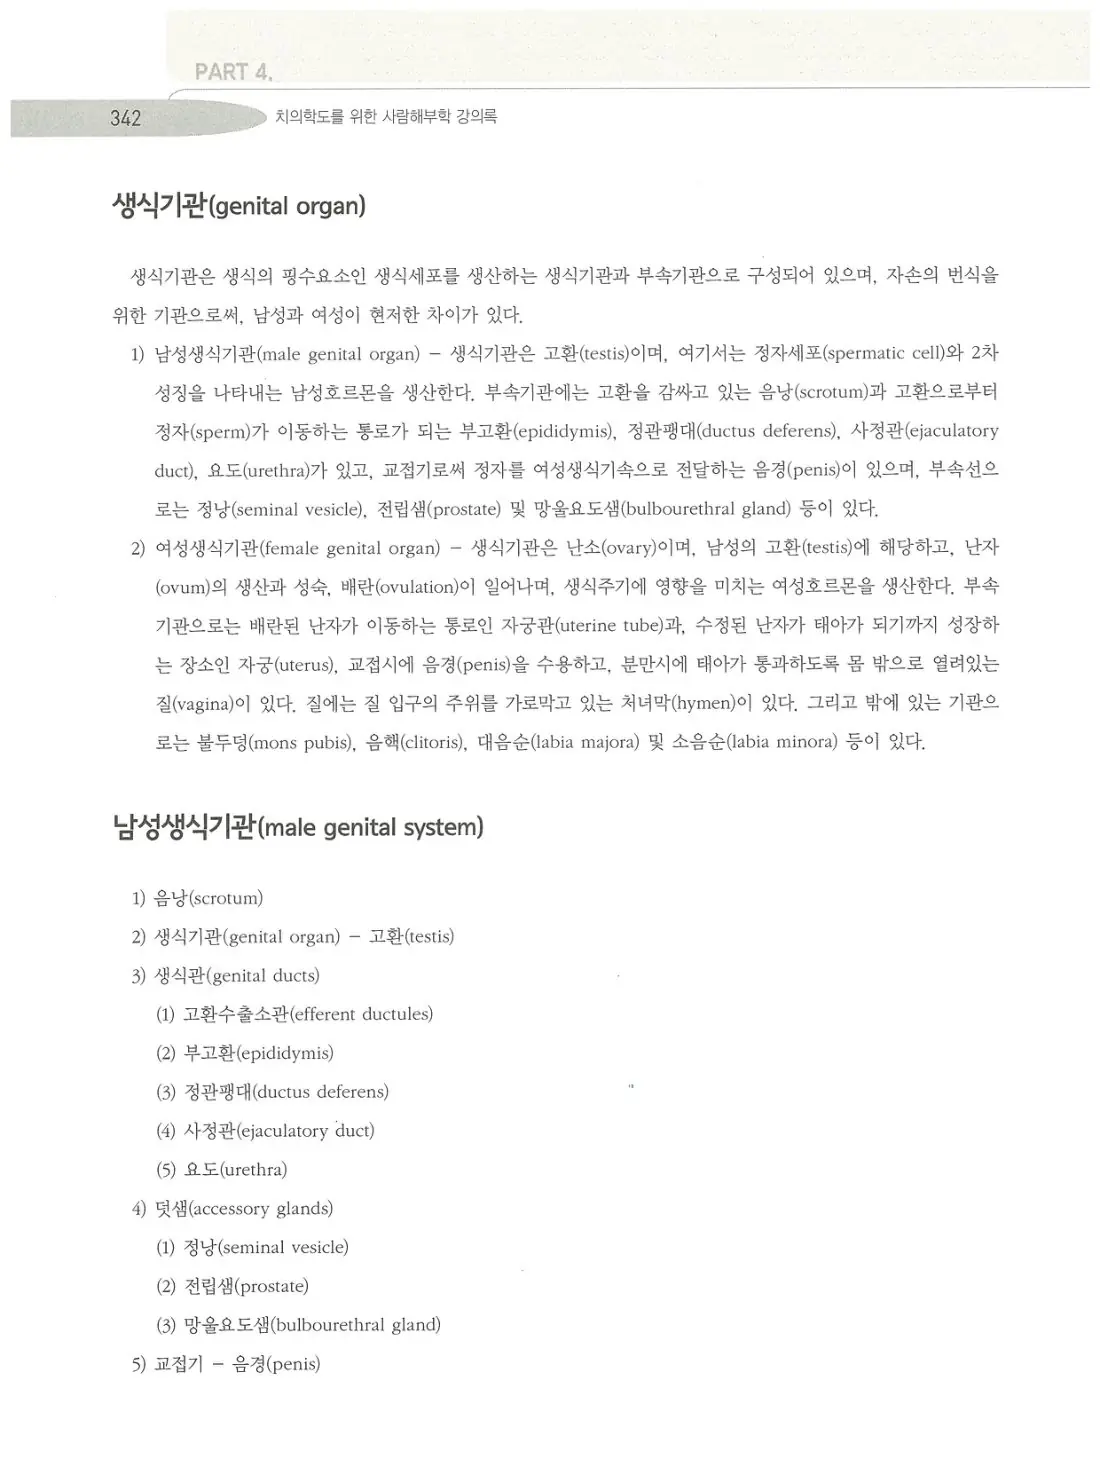 PART 4.
342
치의학도를 위한 사람해부학 강의록
생식기관(genital organ)
생식기관은 생식의 핑수요소인 생식세포를 생산하는 생식기관과 부속기관으로 구성되어 있으며, 자손의 번식을
위한 기관으로써, 남성과 여성이 현저한 차이가 있다.
1) 남성생식기관(male genital organ) – 생식기관은 고환(testis)이며, 여기서는 정자세포(spermatic cell)와 2차
성징을 나타내는 남성호르몬을 생산한다. 부속기관에는 고환을 감싸고 있는 음낭(scrotum)과 고환으로부터
정자(sperm)가 이동하는 통로가 되는 부고환(epididymis), 정관팽대(ductus deferens), 사정관(ejaculatory
duct), 요도(urethra)가 있고, 교접기로써 정자를 여성생식기속으로 전달하는 음경(penis)이 있으며, 부속선으
로는 정낭(seminal vesicle), 전립샘(prostate) 및 망울요도샘(bulbourethral gland) 등이 있다.
2) 여성생식기관(female genital organ) – 생식기관은 난소(ovary)이며, 남성의 고환(testis)에 해당하고, 난자
(ovum)의 생산과 성숙, 배란(ovulation)이 일어나며, 생식주기에 영향을 미치는 여성호르몬을 생산한다. 부속
기관으로는 배란된 난자가 이동하는 통로인 자궁관(uterine tube)과, 수정된 난자가 태아가 되기까지 성장하
는 장소인 자궁(uterus), 교접시에 음경(penis)을 수용하고, 분만시에 태아가 통과하도록 몸 밖으로 열려있는
질(vagina)이 있다. 질에는 질 입구의 주위를 가로막고 있는 처녀막(hymen)이 있다. 그리고 밖에 있는 기관으
로는 불두덩(mons pubis), 음핵(clitoris), 대음순(labia majora) 및 소음순(labia minora) 등이 있다.
남성생식기관(male genital system)
1) 음낭(scrotum)
2) 생식기관(genital organ) – 고환(testis)
3) 생식관(genital ducts)
(1) 고환수출소관(efferent ductules)
(2) 부고환(epididymis)
(3) 정관팽대(ductus deferens)
(4) 사정관(ejaculatory duct)
(5) 요도(urethra)
4) 덧샘(accessory glands)
(1) 정낭(seminal vesicle)
(2) 전립샘(prostate)
(3) 망울요도샘(bulbourethral gland)
5) 교접기 – 음경(penis)